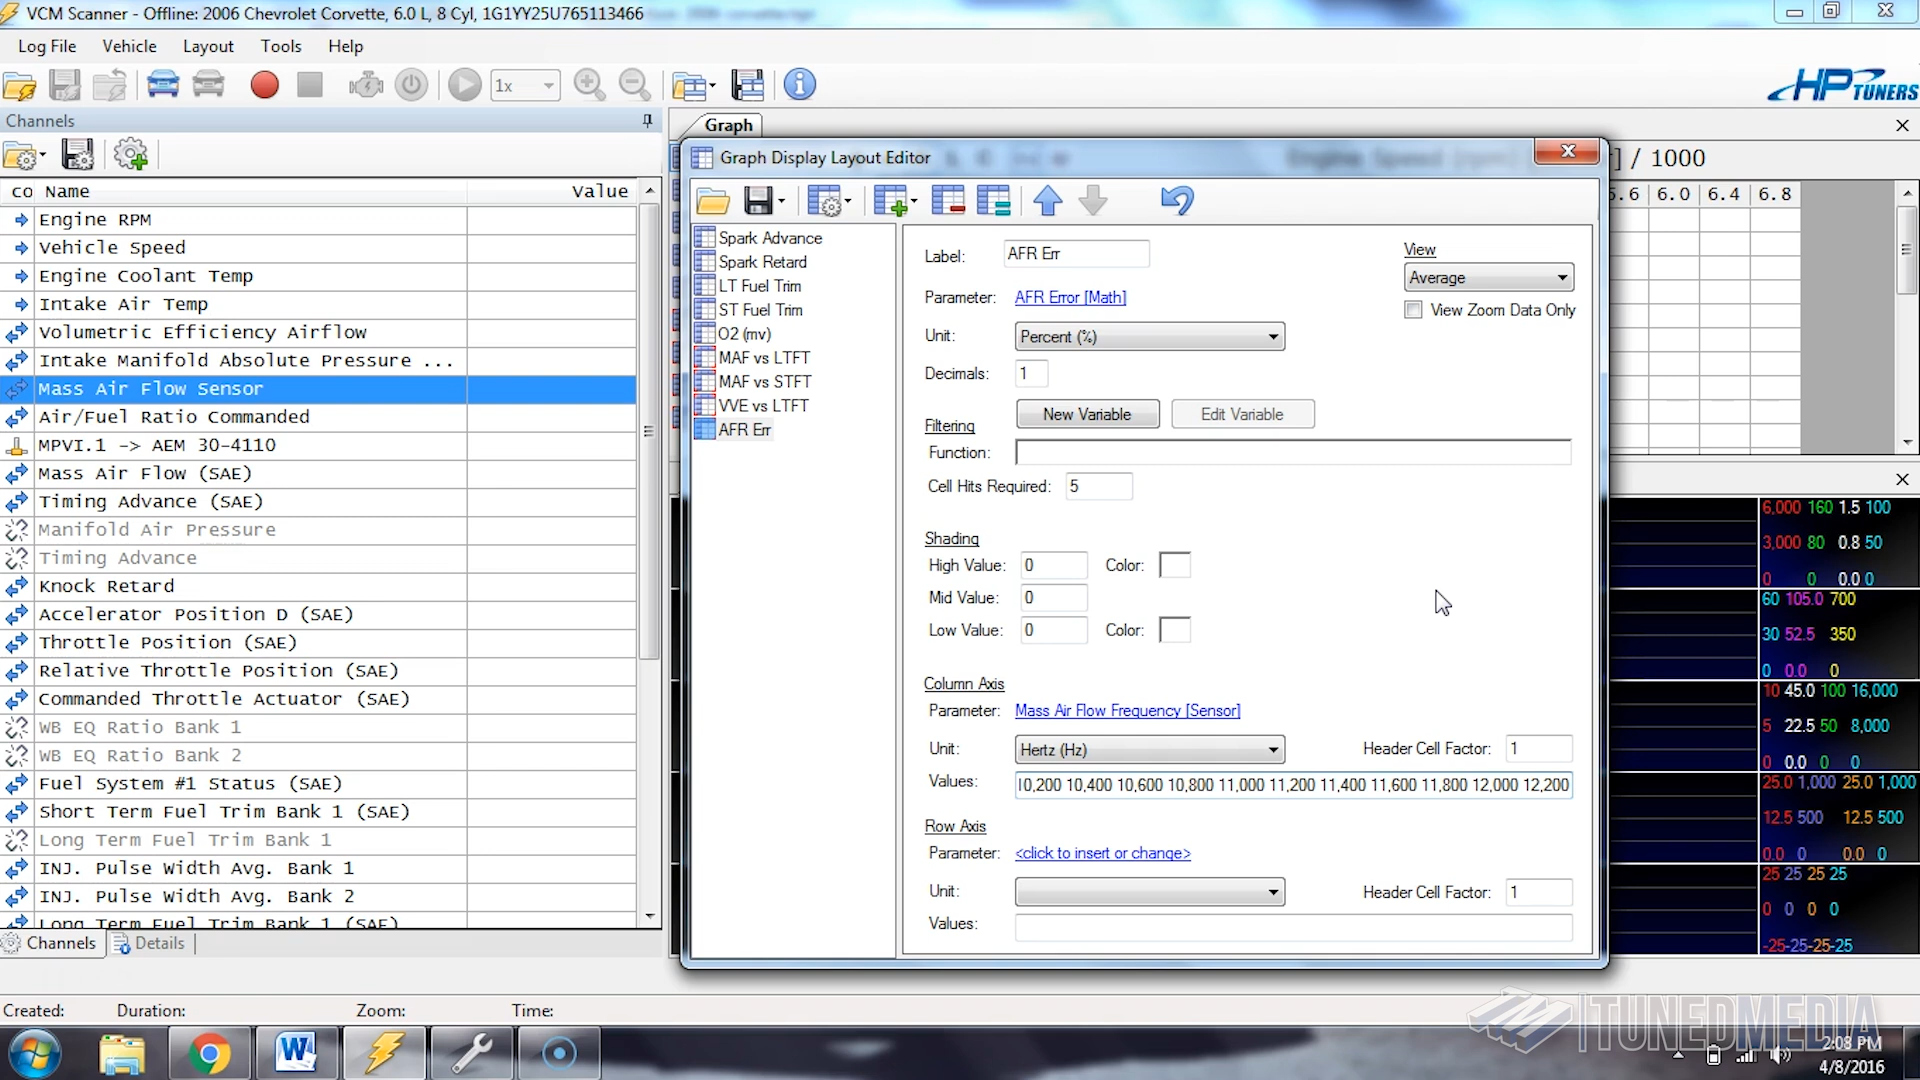 VCM Scanner - Offline: 2006 Chevrolet Corvette, 6.0 L, 8 Cyl, 1G1YY25U765113466
Log File Vehicle Layout Tools Help
1x
HP TUNERS
Channels
Graph
co Name Value
Engine RPM
Vehicle Speed
Engine Coolant Temp
Intake Air Temp
Volumetric Efficiency Airflow
Intake Manifold Absolute Pressure ...
Mass Air Flow Sensor
Air/Fuel Ratio Commanded
MPVI.1 -> AEM 30-4110
Mass Air Flow (SAE)
Timing Advance (SAE)
Manifold Air Pressure
Timing Advance
Knock Retard
Accelerator Position D (SAE)
Throttle Position (SAE)
Relative Throttle Position (SAE)
Commanded Throttle Actuator (SAE)
WB EQ Ratio Bank 1
WB EQ Ratio Bank 2
Fuel System #1 Status (SAE)
Short Term Fuel Trim Bank 1 (SAE)
Long Term Fuel Trim Bank 1
INJ. Pulse Width Avg. Bank 1
INJ. Pulse Width Avg. Bank 2
Long Term Fuel Trim Bank 1 (SAE)
Channels Details
Graph Display Layout Editor
Spark Advance
Spark Retard
LT Fuel Trim
ST Fuel Trim
O2 (mv)
MAF vs LTFT
MAF vs STFT
VVE vs LTFT
AFR Err
Label: AFR Err
View
Average
View Zoom Data Only
Parameter: AFR Error [Math]
Unit: Percent (%)
Decimals: 1
New Variable Edit Variable
Filtering
Function:
Cell Hits Required: 5
Shading
High Value: 0 Color:
Mid Value: 0
Low Value: 0 Color:
Column Axis
Parameter: Mass Air Flow Frequency [Sensor]
Unit: Hertz (Hz) Header Cell Factor: 1
Values: 10,200 10,400 10,600 10,800 11,000 11,200 11,400 11,600 11,800 12,000 12,200
Row Axis
Parameter: <click to insert or change>
Unit: Header Cell Factor: 1
Values:
] / 1000
5.6 6.0 6.4 6.8
6,000 160 1.5 100
3,000 80 0.8 50
0 0 0.0 0
60 105.0 700
30 52.5 350
0 0.0 0
10 45.0 100 16,000
5 22.5 50 8,000
0 0.0 0 0
25.0 1,000 25.0 1,000
12.5 500 12.5 500
0.0 0 0.0 0
25 25 25 25
0 0 0 0
-25 -25 -25 -25
Created: Duration: Zoom: Time:
TUNEDMEDIA
2:08 PM
4/8/2016